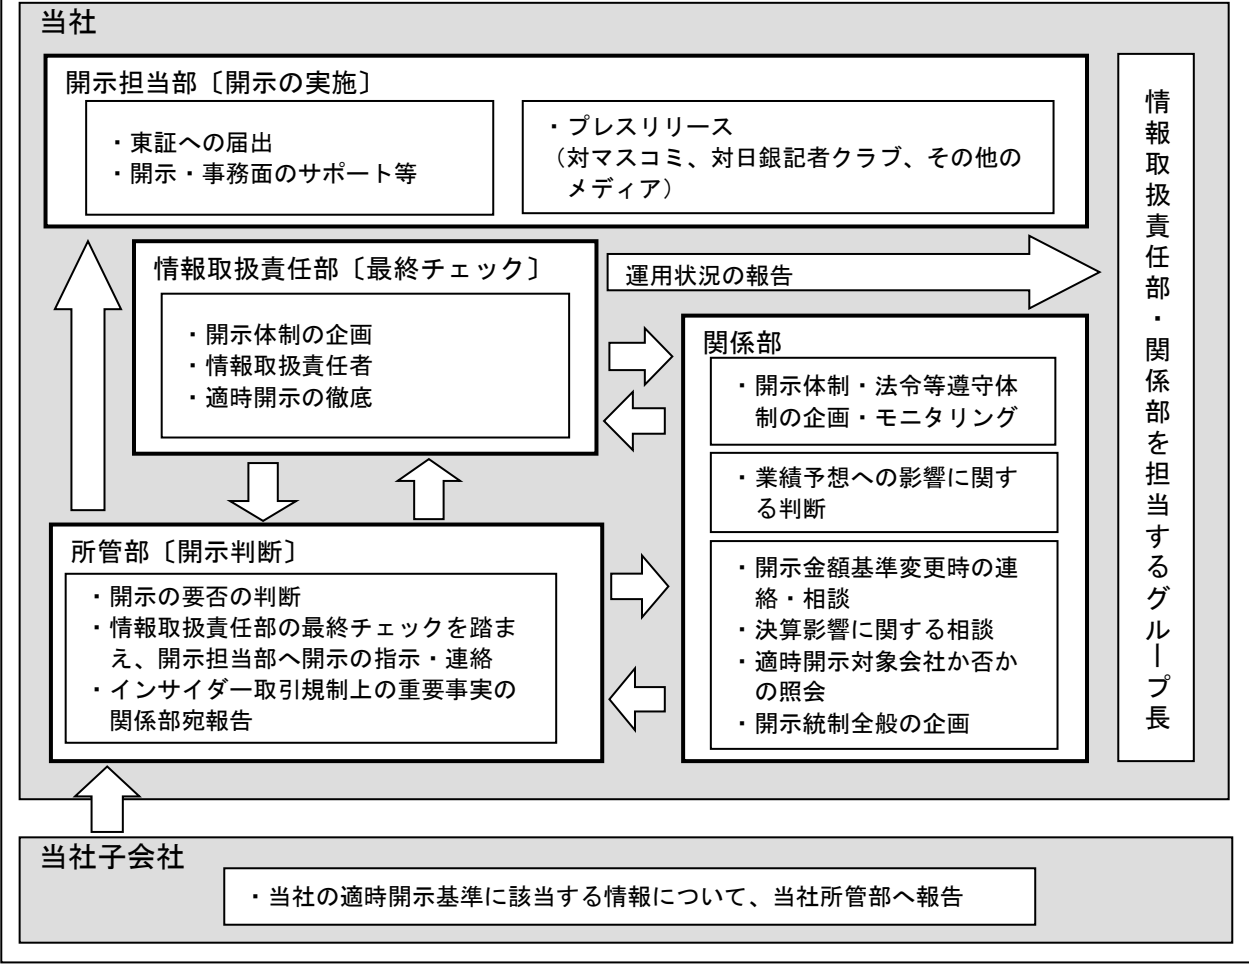 当社
開示担当部〔開示の実施〕
・東証への届出
・開示・事務面のサポート等
・プレスリリース
（対マスコミ、対日銀記者クラブ、その他の
メディア）
情報取扱責任部〔最終チェック〕
・開示体制の企画
・情報取扱責任者
・適時開示の徹底
運用状況の報告
関係部
・開示体制・法令等遵守体
制の企画・モニタリング
・業績予想への影響に関す
る判断
・開示金額基準変更時の連
絡・相談
・決算影響に関する相談
・適時開示対象会社か否か
の照会
・開示統制全般の企画
所管部〔開示判断〕
・開示の要否の判断
・情報取扱責任部の最終チェックを踏ま
え、開示担当部へ開示の指示・連絡
・インサイダー取引規制上の重要事実の
関係部宛報告
情報取扱責任部・関係部を担当するグループ長
当社子会社
・当社の適時開示基準に該当する情報について、当社所管部へ報告